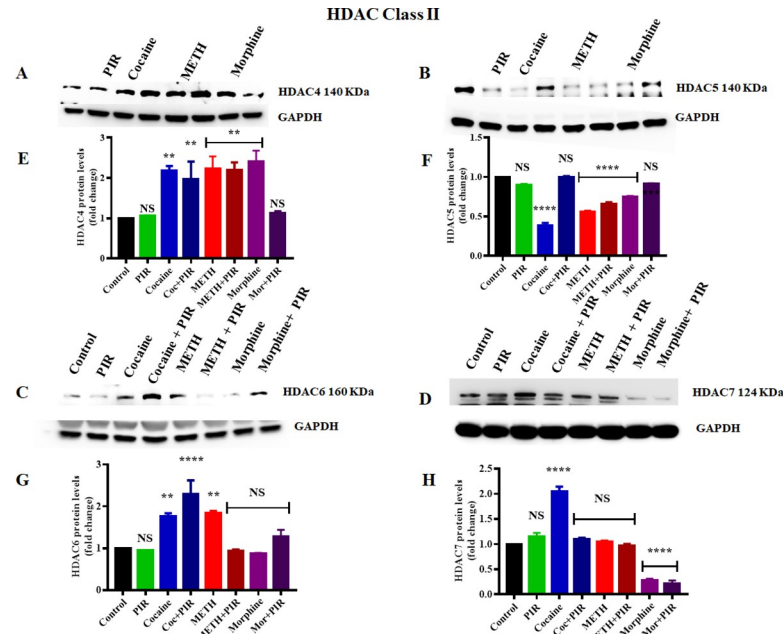 HDAC Class II
A
PIR
Cocaine
METH
Morphine
HDAC4 140 KDa
GAPDH
B
PIR
Cocaine
METH
Morphine
HDAC5 140 KDa
GAPDH
E
HDAC4 protein levels
(fold change)
3
2
1
0
NS
**
**
**
NS
Control
PIR
Cocaine
Coc+PIR
METH
METH+PIR
Morphine
Mor+PIR
F
HDAC5 protein levels
(fold change)
1.5
1.0
0.5
0.0
NS
****
NS
****
NS
Control
PIR
Cocaine
Coc+PIR
METH
METH+PIR
Morphine
Mor+PIR
C
Control
PIR
Cocaine
Cocaine + PIR
METH
METH + PIR
Morphine
Morphine+ PIR
HDAC6 160 KDa
GAPDH
D
Control
PIR
Cocaine
Cocaine + PIR
METH
METH + PIR
Morphine
Morphine+ PIR
HDAC7 124 KDa
GAPDH
G
HDAC6 protein levels
(fold change)
3
2
1
0
NS
**
****
**
NS
Control
PIR
Cocaine
Coc+PIR
METH
METH+PIR
Morphine
Mor+PIR
H
HDAC7 protein levels
(fold change)
2.5
2.0
1.5
1.0
0.5
0.0
NS
****
NS
****
Control
PIR
Cocaine
Coc+PIR
METH
METH+PIR
Morphine
Mor+PIR